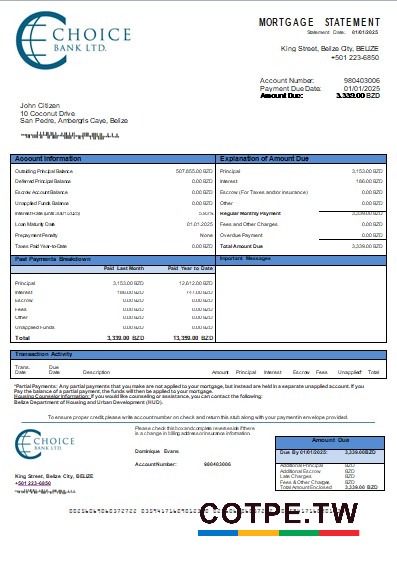 CHOICE
BANK LTD.
MORTGAGE STATEMENT
Statement Date: 01/01/2025
King Street, Belize City, BELIZE
+501 223-6850
Account Number: 980403006
Payment Due Date: 01/01/2025
Amount Due: 3,339.00 BZD
John Citizen
10 Coconut Drive
San Pedre, Ambergris Caye, Belize
Account Information
Outstanding Principal Balance 507,855.00 BZD
Deferred Principal Balance 0.00 BZD
Escrow Account Balance 0.00 BZD
Unapplied Funds Balance 0.00 BZD
Interest Rate
Loan Maturity Date 01.01.2025
Prepayment Penalty None
Taxes Paid Year-to-Date 0.00 BZD
Explanation of Amount Due
Principal 3,153.00 BZD
Interest 186.00 BZD
Escrow (For Taxes and/or Insurance) 0.00 BZD
Other 0.00 BZD
Regular Monthly Payment 3,339.00 BZD
Fees and Other Charges 0.00 BZD
Overdue Payment 0.00 BZD
Total Amount Due 3,339.00 BZD
Past Payments Breakdown
Paid Last Month Paid Year to Date
Principal 3,153.00 BZD 12,612.00 BZD
Interest 186.00 BZD 747.00 BZD
Escrow 0.00 BZD 0.00 BZD
Fees 0.00 BZD 0.00 BZD
Other 0.00 BZD 0.00 BZD
Unapplied Funds 0.00 BZD 0.00 BZD
Total 3,339.00 BZD 13,359.00 BZD
Important Messages
Transaction Activity
Trans. Date Due Date Description Amount Principal Interest Escrow Fees Unapplied* Total
*Partial Payments: Any partial payments that you make are not applied to your mortgage, but instead are held in a separate unapplied account. If you
Pay the balance of a partial payment, the funds will then be applied to your mortgage.
Housing Counselor Information: If you would like counseling or assistance, you can contact the following:
Belize Department of Housing and Urban Development (HUD).
To ensure proper credit, please write account number on check and return this stub along with your payment in envelope provided.
CHOICE
BANK LTD.
Please check this box and complete reverse side if there
is a change in billing address or insurance information.
Dominique Evans
Account Number: 980403006
King Street, Belize City, BELIZE
+501 223-6850
Amount Due
Due By 01/01/2025: 3,339.00BZD
Additional Principal BZD
Additional Escrow BZD
Late Charges BZD
Fees & Other Charges BZD
Total Amount Enclosed 3,339.00 BZD
COTPE.TW